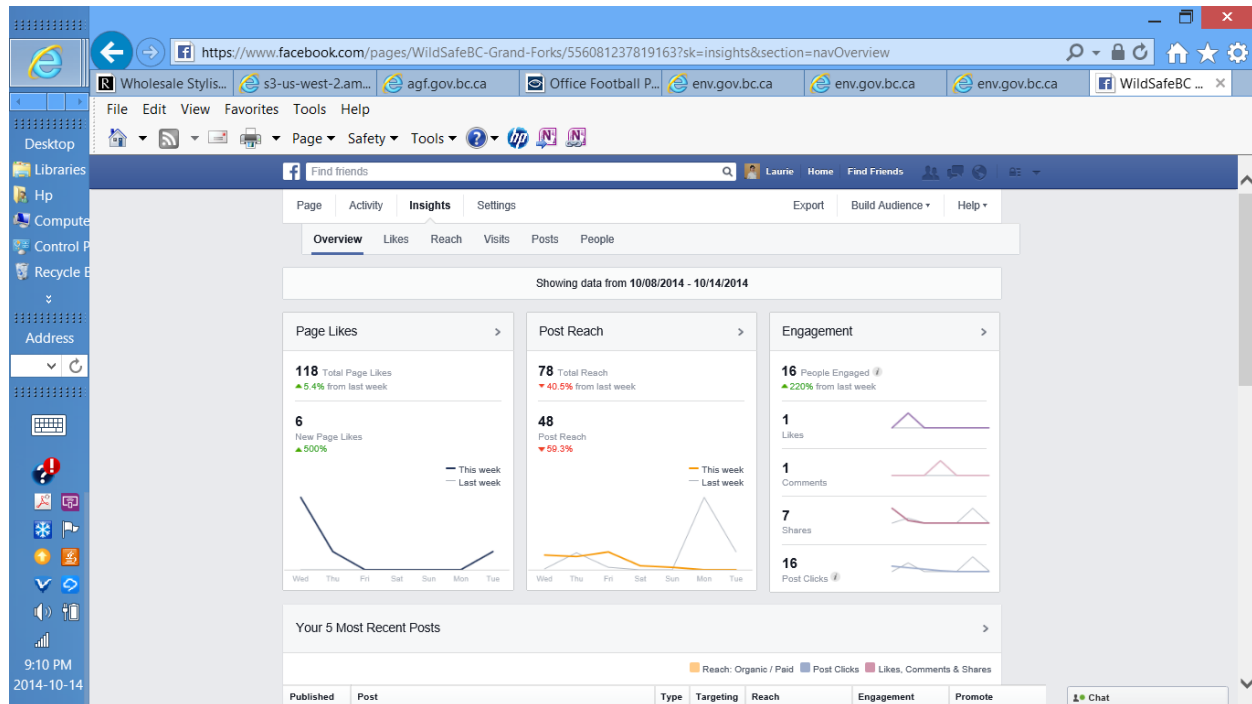 https://www.facebook.com/pages/WildSafeBC-Grand-Forks/556081237819163?sk=insights&section=navOverview
R Wholesale Stylis...
s3-us-west-2.am...
agf.gov.bc.ca
Office Football P...
env.gov.bc.ca
env.gov.bc.ca
env.gov.bc.ca
WildSafeBC ...
File Edit View Favorites Tools Help
Page Safety Tools
Desktop
Libraries
Hp
Compute
Control P
Recycle B
Address
9:10 PM
2014-10-14
Find friends
Laurie Home Find Friends
Page Activity Insights Settings Export Build Audience Help
Overview Likes Reach Visits Posts People
Showing data from 10/08/2014 - 10/14/2014
Page Likes
118 Total Page Likes
5.4% from last week
6
New Page Likes
500%
This week
Last week
Wed Thu Fri Sat Sun Mon Tue
Post Reach
78 Total Reach
40.5% from last week
48
Post Reach
59.3%
This week
Last week
Wed Thu Fri Sat Sun Mon Tue
Engagement
16 People Engaged
220% from last week
1
Likes
1
Comments
7
Shares
16
Post Clicks
Your 5 Most Recent Posts
Reach: Organic / Paid Post Clicks Likes, Comments & Shares
Published Post Type Targeting Reach Engagement Promote
Chat